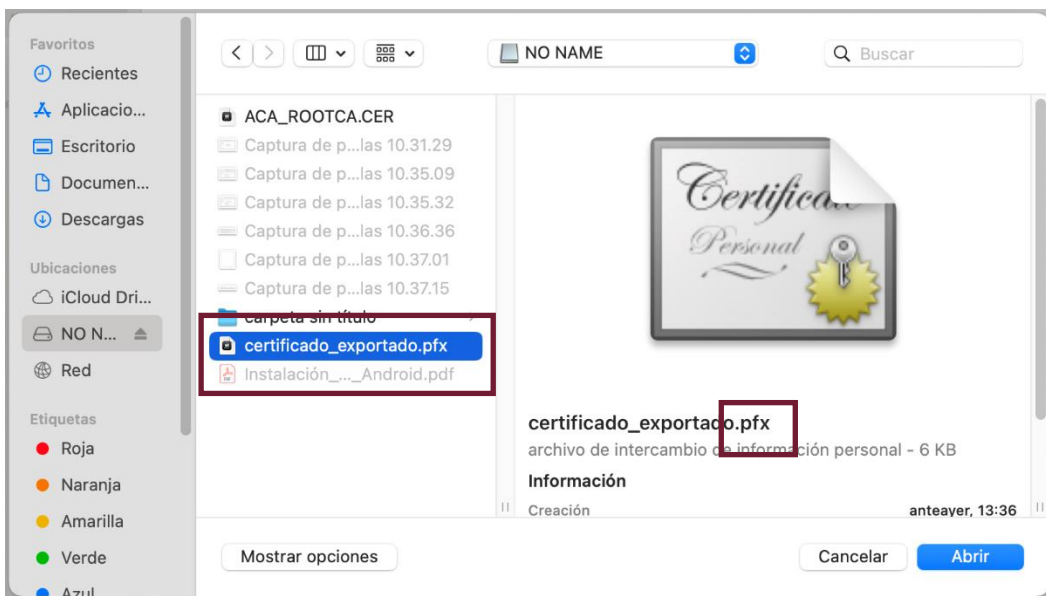 Favoritos
Recientes
Aplicacio...
Escritorio
Documen...
Descargas
Ubicaciones
iCloud Dri...
NO N...
Red
Etiquetas
Roja
Naranja
Amarilla
Verde
Azul
NO NAME
Buscar
ACA_ROOTCA.CER
Captura de p...las 10.31.29
Captura de p...las 10.35.09
Captura de p...las 10.35.32
Captura de p...las 10.36.36
Captura de p...las 10.37.01
Captura de p...las 10.37.15
carpeta sin título
certificado_exportado.pfx
Instalación_..._Android.pdf
Certificat
Personal
certificado_exportado.pfx
archivo de intercambio de información personal - 6 KB
Información
Creación anteayer, 13:36
Mostrar opciones
Cancelar
Abrir